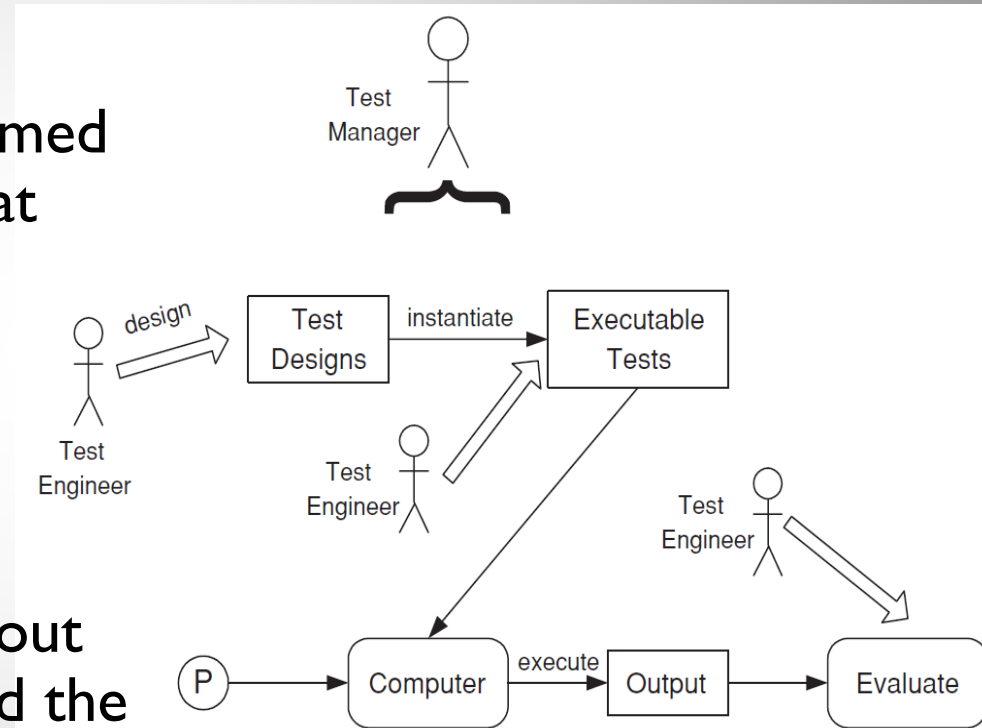 Test
Manager
med
at
design
Test
Designs
instantiate
Executable
Tests
Test
Engineer
Test
Engineer
Test
Engineer
out
d the
P
Computer
execute
Output
Evaluate